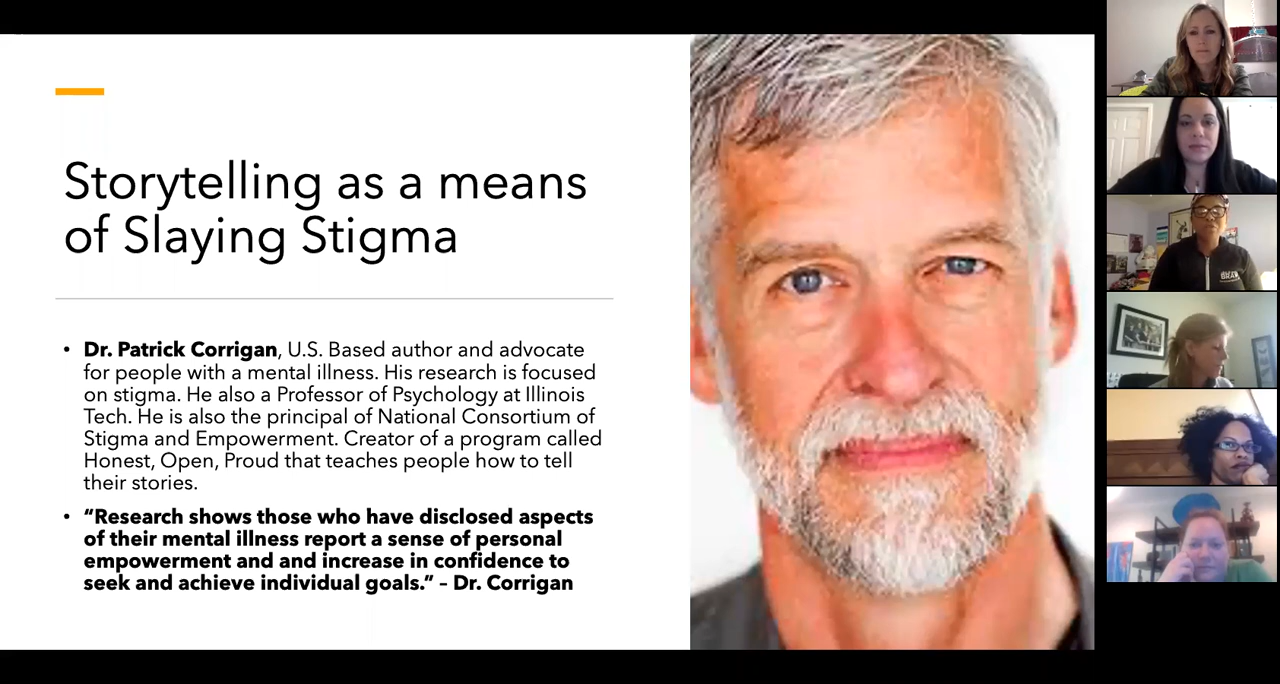 Storytelling as a means
of Slaying Stigma
• Dr. Patrick Corrigan, U.S. Based author and advocate
for people with a mental illness. His research is focused
on stigma. He also a Professor of Psychology at Illinois
Tech. He is also the principal of National Consortium of
Stigma and Empowerment. Creator of a program called
Honest, Open, Proud that teaches people how to tell
their stories.
• “Research shows those who have disclosed aspects
of their mental illness report a sense of personal
empowerment and and increase in confidence to
seek and achieve individual goals.” – Dr. Corrigan